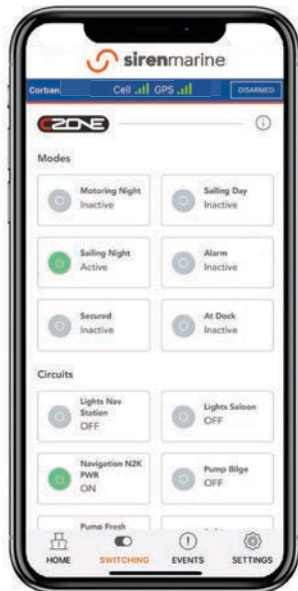 sirenmarine
Corban Cell GPS DISARMED
CZONE
Modes
Motoring Night
Inactive
Sailing Day
Inactive
Sailing Night
Active
Alarm
Inactive
Secured
Inactive
At Dock
Inactive
Circuits
Lights Nav
Station
OFF
Lights Saloon
OFF
Navigation N2K
PWR
ON
Pump Bilge
OFF
Pump Fresh
HOME SWITCHING EVENTS SETTINGS